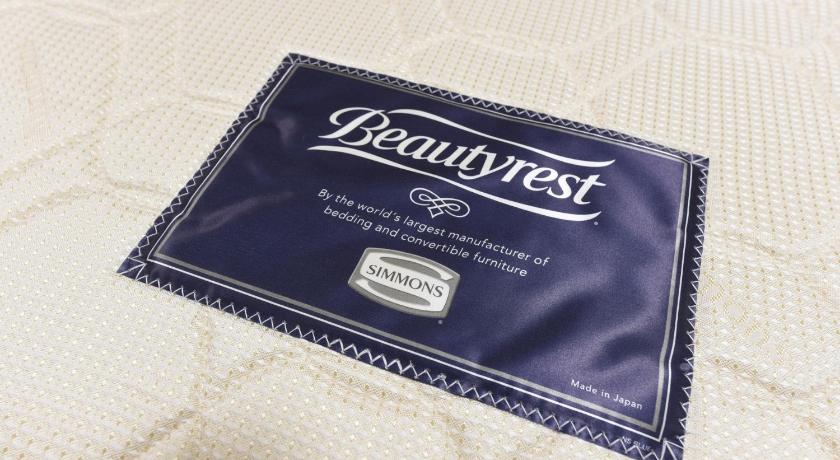 Beautyrest
By the world's largest manufacturer of
bedding and convertible furniture
SIMMONS
Made in Japan